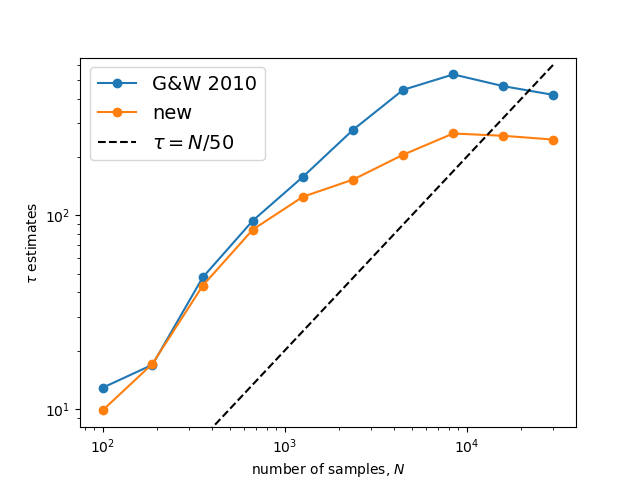 G&W 2010
new
τ = N/50
10²
10¹
τ estimates
10²
10³
10⁴
number of samples, N